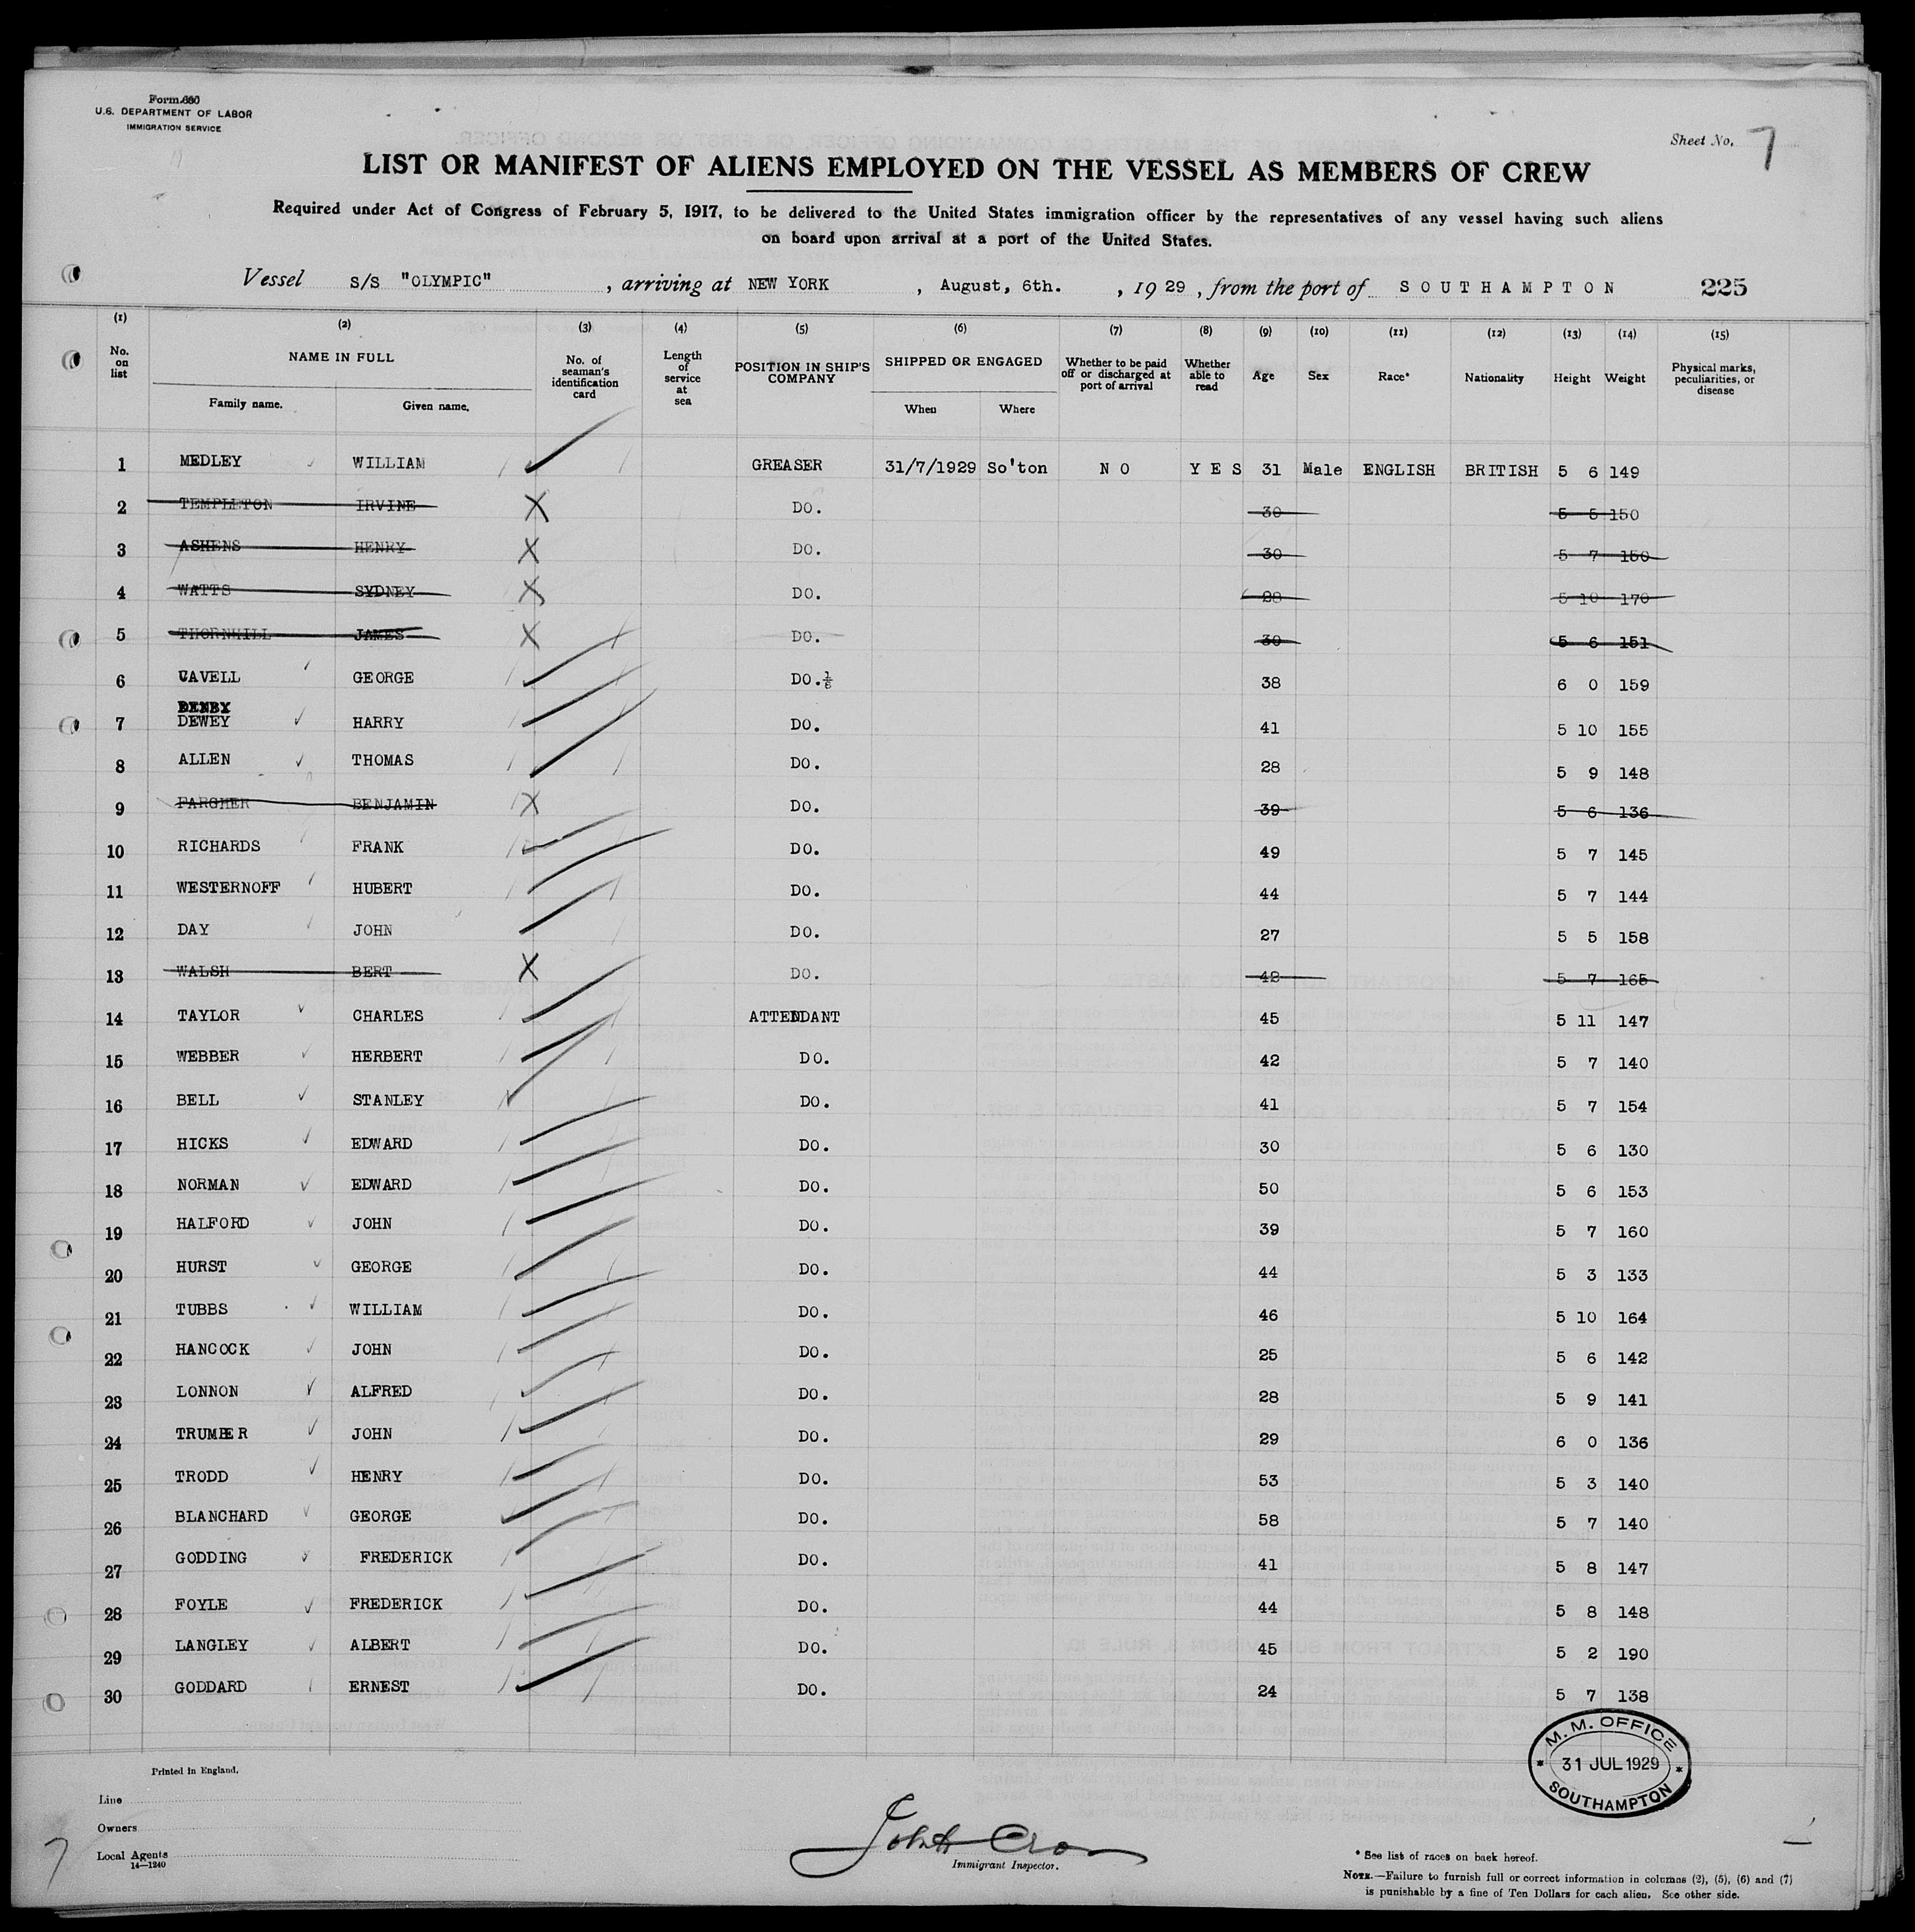 Form 680
U.S. DEPARTMENT OF LABOR
IMMIGRATION SERVICE
Sheet No. 7
LIST OR MANIFEST OF ALIENS EMPLOYED ON THE VESSEL AS MEMBERS OF CREW
Required under Act of Congress of February 5, 1917, to be delivered to the United States immigration officer by the representatives of any vessel having such aliens
on board upon arrival at a port of the United States.
Vessel S/S "OLYMPIC" , arriving at NEW YORK , August, 6th. , 19 29 , from the port of SOUTHAMPTON 225
(1) (2) (3) (4) (5) (6) (7) (8) (9) (10) (11) (12) (13) (14) (15)
No. on list NAME IN FULL Family name. Given name. No. of seaman's identification card Length of service at sea POSITION IN SHIP'S COMPANY SHIPPED OR ENGAGED When Where Whether to be paid off or discharged at port of arrival Whether able to read Age Sex Race* Nationality Height Weight Physical marks, peculiarities, or disease
1 MEDLEY WILLIAM GREASER 31/7/1929 So'ton NO YES 31 Male ENGLISH BRITISH 5 6 149
2 TEMPLETON IRVINE DO. 30 5 5 150
3 ASHENS HENRY DO. 30 5 7 150
4 WATTS SYDNEY DO. 28 5 10 170
5 THORNHILL JAMES DO. 30 5 6 151
6 CAVELL GEORGE DO. 38 6 0 159
7 DEWEY HARRY DO. 41 5 10 155
8 ALLEN THOMAS DO. 28 5 9 148
9 FARGHER BENJAMIN DO. 39 5 6 136
10 RICHARDS FRANK DO. 49 5 7 145
11 WESTERNOFF HUBERT DO. 44 5 7 144
12 DAY JOHN DO. 27 5 5 158
13 WALSH BERT DO. 42 5 7 165
14 TAYLOR CHARLES ATTENDANT 45 5 11 147
15 WEBBER HERBERT DO. 42 5 7 140
16 BELL STANLEY DO. 41 5 7 154
17 HICKS EDWARD DO. 30 5 6 130
18 NORMAN EDWARD DO. 50 5 6 153
19 HALFORD JOHN DO. 39 5 7 160
20 HURST GEORGE DO. 44 5 3 133
21 TUBBS WILLIAM DO. 46 5 10 164
22 HANCOCK JOHN DO. 25 5 6 142
23 LONNON ALFRED DO. 28 5 9 141
24 TRUMBER JOHN DO. 29 6 0 136
25 TRODD HENRY DO. 53 5 3 140
26 BLANCHARD GEORGE DO. 58 5 7 140
27 GODDING FREDERICK DO. 41 5 8 147
28 FOYLE FREDERICK DO. 44 5 8 148
29 LANGLEY ALBERT DO. 45 5 2 190
30 GODDARD ERNEST DO. 24 5 7 138
M. M. OFFICE
* 31 JUL 1929 *
SOUTHAMPTON
Printed in England.
Line
Owners
Local Agents
14—1240
7
Immigrant Inspector.
* See list of races on back hereof.
NOTE.—Failure to furnish full or correct information in columns (2), (5), (6) and (7)
is punishable by a fine of Ten Dollars for each alien. See other side.